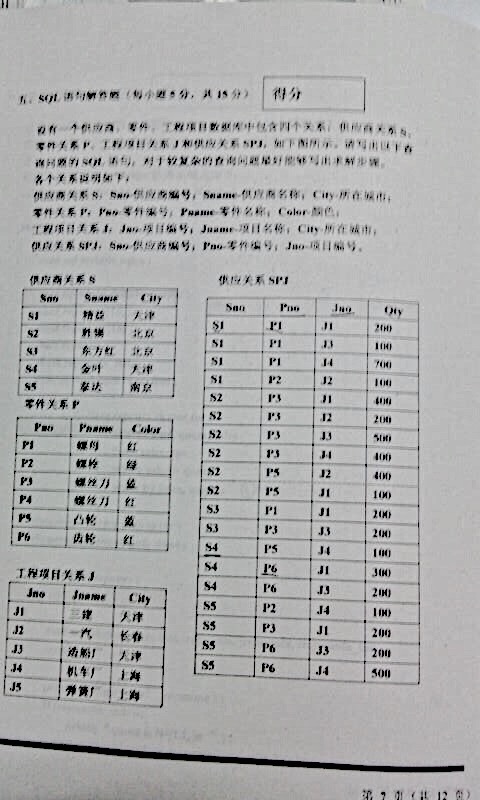 五、SQL 语句解答题（每小题 5 分，共 15 分）
得分
设有一个供应商、零件、工程项目数据库中包含四个关系：供应商关系 S、
零件关系 P、工程项目关系 J 和供应关系 SPJ，如下图所示。请写出以下查
询问题的 SQL 语句，对于较复杂的查询问题最好能够写出求解步骤。
各个关系说明如下：
供应商关系 S：Sno-供应商编号；Sname-供应商名称；City-所在城市；
零件关系 P：Pno-零件编号；Pname-零件名称；Color-颜色；
工程项目关系 J：Jno-项目编号；Jname-项目名称；City-所在城市；
供应关系 SPJ：Sno-供应商编号；Pno-零件编号；Jno-项目编号。
供应商关系 S
Sno Sname City
S1 精益 天津
S2 胜锡 北京
S3 东方红 北京
S4 金叶 天津
S5 泰达 南京
零件关系 P
Pno Pname Color
P1 螺母 红
P2 螺栓 绿
P3 螺丝刀 蓝
P4 螺丝刀 红
P5 凸轮 蓝
P6 齿轮 红
工程项目关系 J
Jno Jname City
J1 三建 天津
J2 一汽 长春
J3 造船厂 天津
J4 机车厂 上海
J5 弹簧厂 上海
供应关系 SPJ
Sno Pno Jno Qty
S1 P1 J1 200
S1 P1 J3 100
S1 P1 J4 700
S1 P2 J2 100
S2 P3 J1 400
S2 P3 J2 200
S2 P3 J3 500
S2 P3 J4 400
S2 P5 J2 400
S2 P5 J1 100
S3 P1 J1 200
S3 P3 J3 200
S4 P5 J4 100
S4 P6 J1 300
S4 P6 J3 200
S5 P2 J4 100
S5 P3 J1 200
S5 P6 J3 200
S5 P6 J4 500
第 7 页（共 12 页）